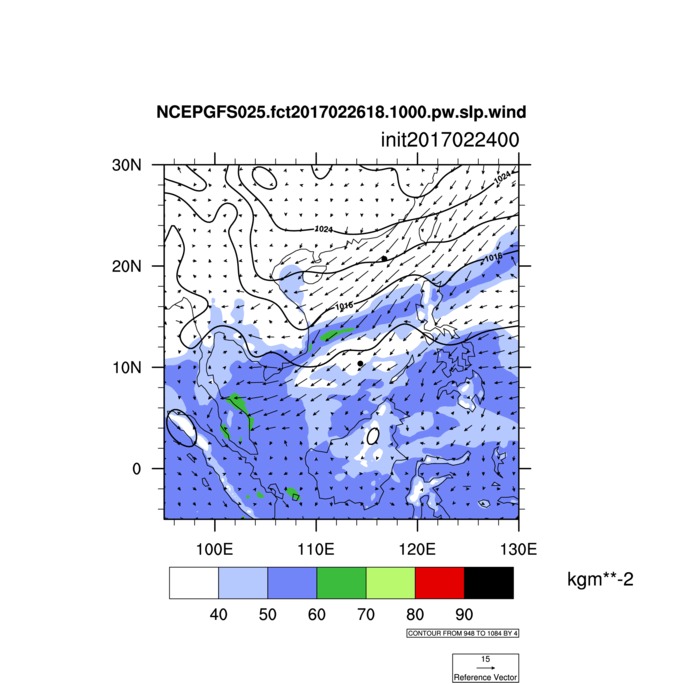 NCEPGFS025.fct2017022618.1000.pw.slp.wind
init2017022400
30N
1024
1024
20N
1016
1016
10N
0
100E 110E 120E 130E
kgm**-2
40 50 60 70 80 90
CONTOUR FROM 948 TO 1084 BY 4
15
Reference Vector